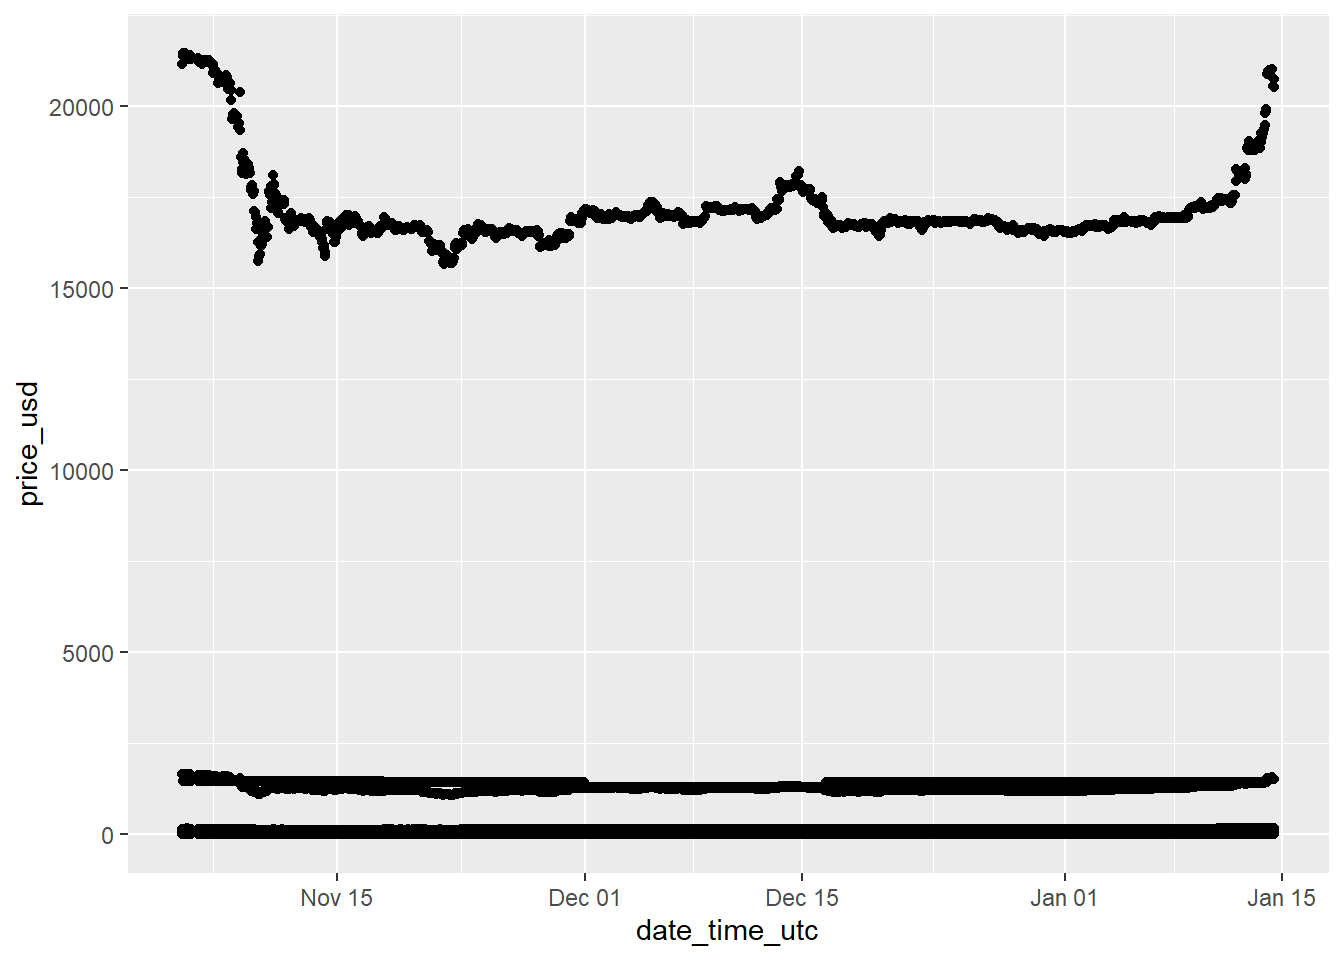 20000
15000
10000
5000
0
price_usd
Nov 15
Dec 01
Dec 15
Jan 01
Jan 15
date_time_utc